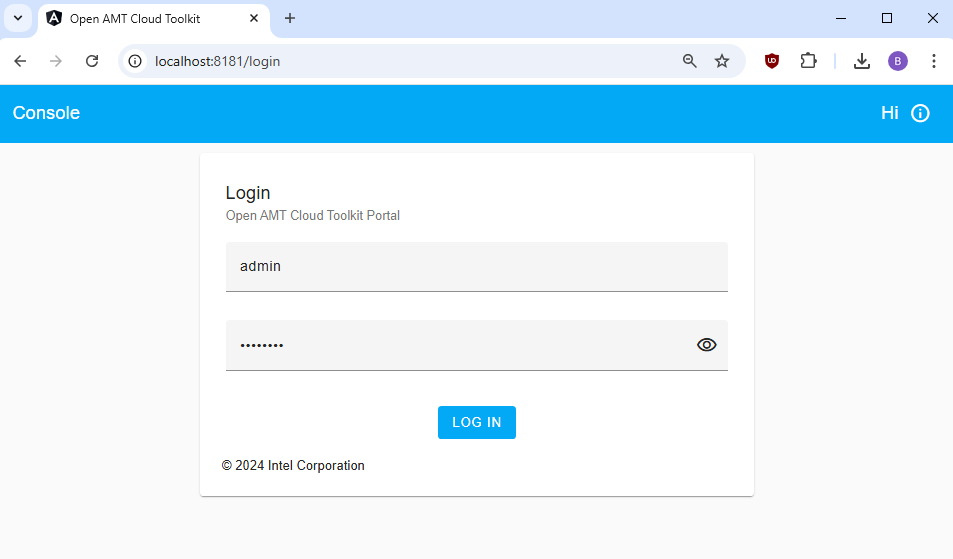 Open AMT Cloud Toolkit
localhost:8181/login
B
Console
Hi
Login
Open AMT Cloud Toolkit Portal
admin
••••••••
LOG IN
© 2024 Intel Corporation